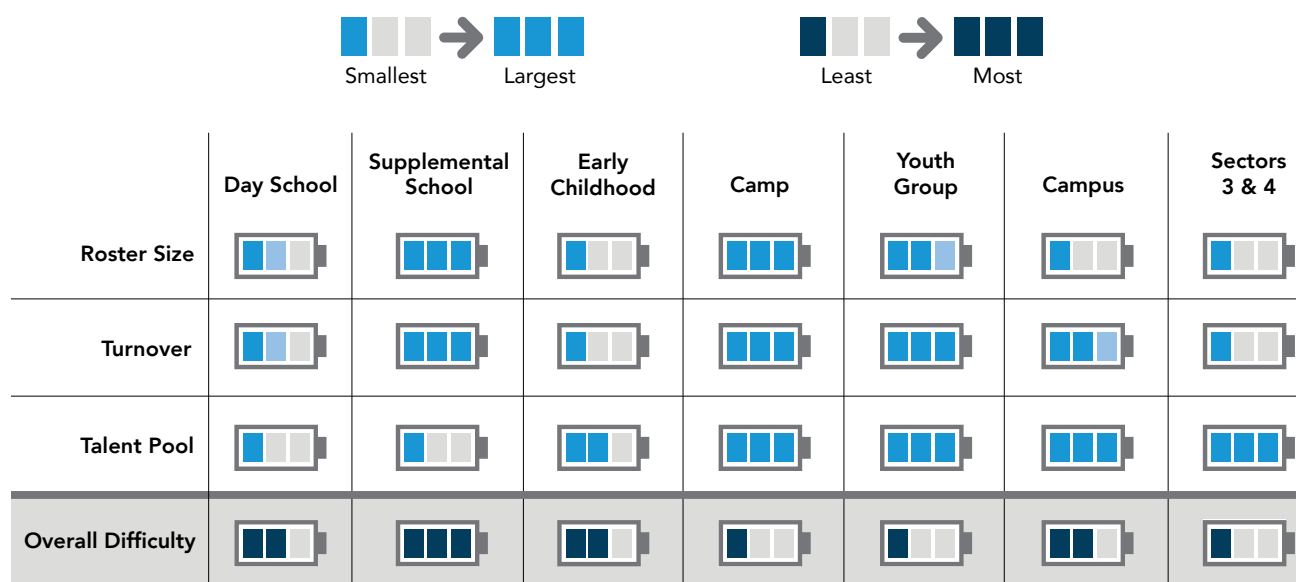 Smallest
Largest
Least
Most
Day School
Supplemental
School
Early
Childhood
Camp
Youth
Group
Campus
Sectors
3 & 4
Roster Size
Turnover
Talent Pool
Overall Difficulty